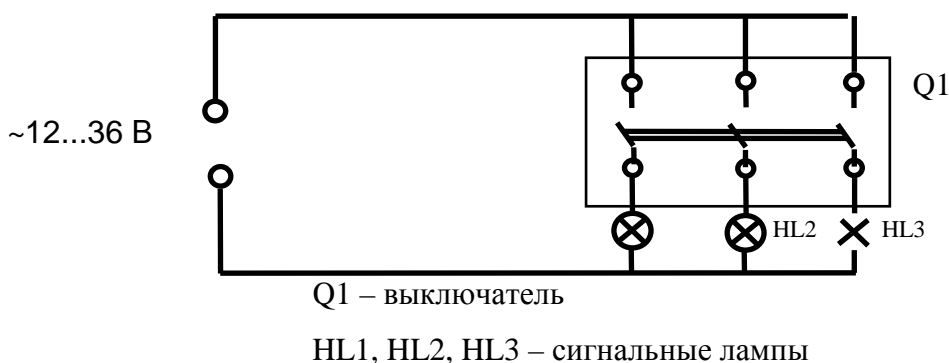 Q1
~12...36 В
HL2
HL3
Q1 – выключатель
HL1, HL2, HL3 – сигнальные лампы